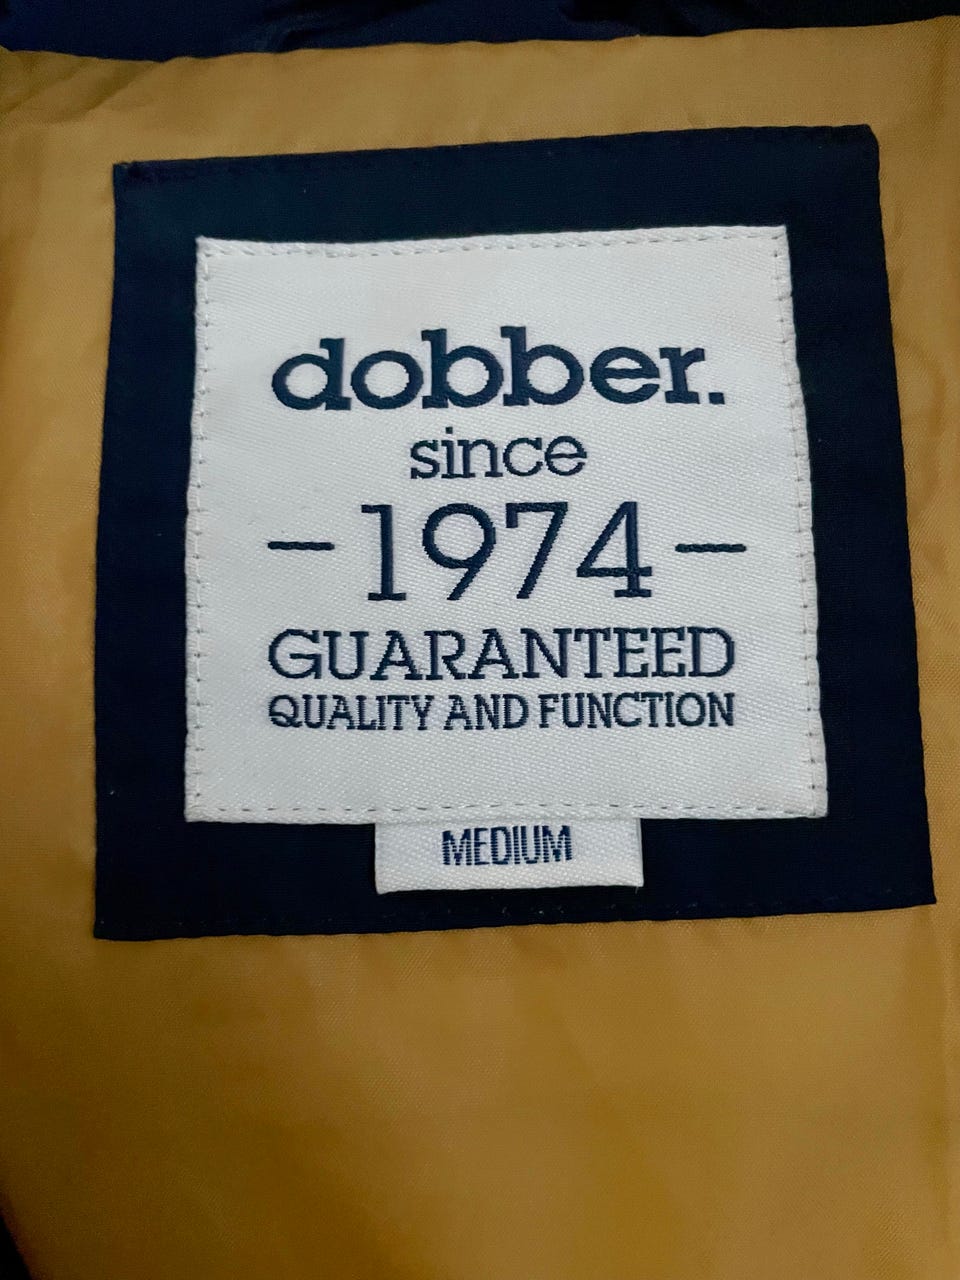 dobber.
since
-1974-
GUARANTEED
QUALITY AND FUNCTION
MEDIUM